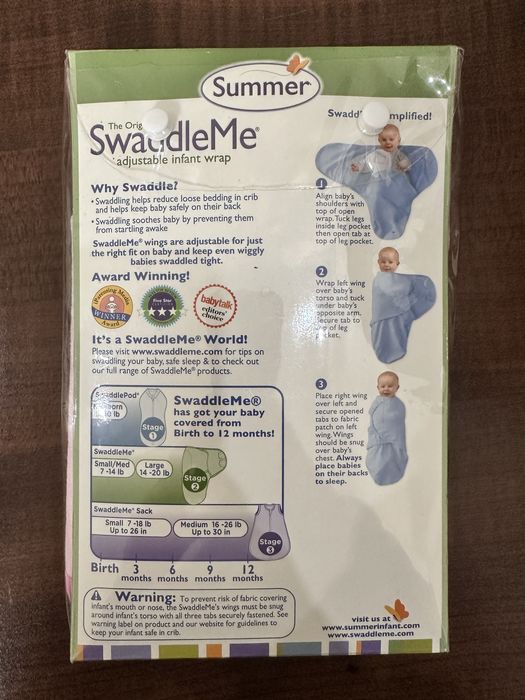 Summer
The Orig
SwaddleMe®
adjustable infant wrap
Why Swaddle?
• Swaddling helps reduce loose bedding in crib
and helps keep baby safely on their back
• Swaddling soothes baby by preventing them
from startling awake
SwaddleMe® wings are adjustable for just
the right fit on baby and keep even wiggly
babies swaddled tight.
Award Winning!
WINNER
Award
Five Star
babytalk
editors'
choice
It's a SwaddleMe® World!
Please visit www.swaddleme.com for tips on
swaddling your baby, safe sleep & to check out
our full range of SwaddleMe® products.
SwaddlePod®
lb
Stage
1
SwaddleMe®
has got your baby
covered from
Birth to 12 months!
SwaddleMe®
Small/Med
7 -14 lb
Large
14 -20 lb
Stage
2
SwaddleMe® Sack
Small 7 -18 lb
Up to 26 in
Medium 16 -26 lb
Up to 30 in
Stage
3
Birth 3 6 9 12
months months months months
Warning: To prevent risk of fabric covering
infant's mouth or nose, the SwaddleMe's wings must be snug
around infant's torso with all three tabs securely fastened. See
warning label on product and our website for guidelines to
keep your infant safe in crib.
Swadd mplified!
1
Align baby's
shoulders with
top of open
wrap. Tuck legs
inside leg pocket
then open tab at
top of leg pocket.
2
Wrap left wing
over baby's
torso and tuck
under baby's
opposite arm.
Secure tab to
of leg
cket.
3
Place right wing
over left and
secure opened
tabs to fabric
patch on left
wing. Wings
should be snug
over baby's
chest. Always
place babies
on their backs
to sleep.
visit us at
www.summerinfant.com
www.swaddleme.com